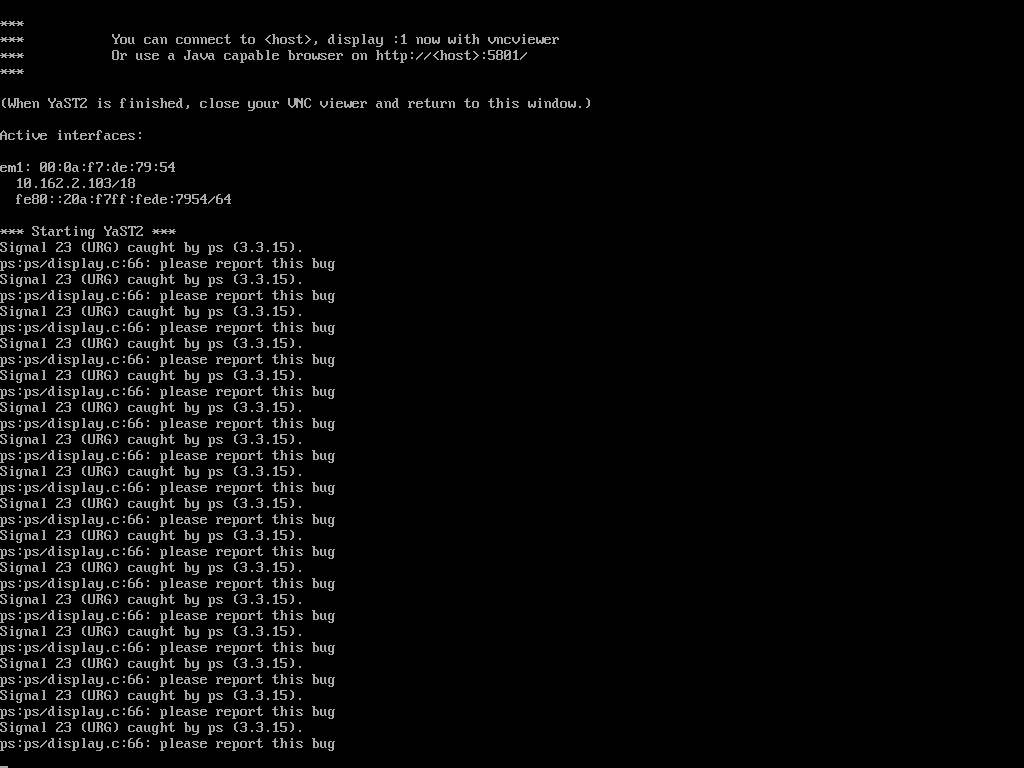 ***
***           You can connect to <host>, display :1 now with vncviewer
***           Or use a Java capable browser on http://<host>:5801/
***
(When YaST2 is finished, close your VNC viewer and return to this window.)
Active interfaces:
em1: 00:0a:f7:de:79:54
  10.162.2.103/18
  fe80::20a:f7ff:fede:7954/64
*** Starting YaST2 ***
Signal 23 (URG) caught by ps (3.3.15).
ps:ps/display.c:66: please report this bug
Signal 23 (URG) caught by ps (3.3.15).
ps:ps/display.c:66: please report this bug
Signal 23 (URG) caught by ps (3.3.15).
ps:ps/display.c:66: please report this bug
Signal 23 (URG) caught by ps (3.3.15).
ps:ps/display.c:66: please report this bug
Signal 23 (URG) caught by ps (3.3.15).
ps:ps/display.c:66: please report this bug
Signal 23 (URG) caught by ps (3.3.15).
ps:ps/display.c:66: please report this bug
Signal 23 (URG) caught by ps (3.3.15).
ps:ps/display.c:66: please report this bug
Signal 23 (URG) caught by ps (3.3.15).
ps:ps/display.c:66: please report this bug
Signal 23 (URG) caught by ps (3.3.15).
ps:ps/display.c:66: please report this bug
Signal 23 (URG) caught by ps (3.3.15).
ps:ps/display.c:66: please report this bug
Signal 23 (URG) caught by ps (3.3.15).
ps:ps/display.c:66: please report this bug
Signal 23 (URG) caught by ps (3.3.15).
ps:ps/display.c:66: please report this bug
Signal 23 (URG) caught by ps (3.3.15).
ps:ps/display.c:66: please report this bug
Signal 23 (URG) caught by ps (3.3.15).
ps:ps/display.c:66: please report this bug
Signal 23 (URG) caught by ps (3.3.15).
ps:ps/display.c:66: please report this bug
Signal 23 (URG) caught by ps (3.3.15).
ps:ps/display.c:66: please report this bug